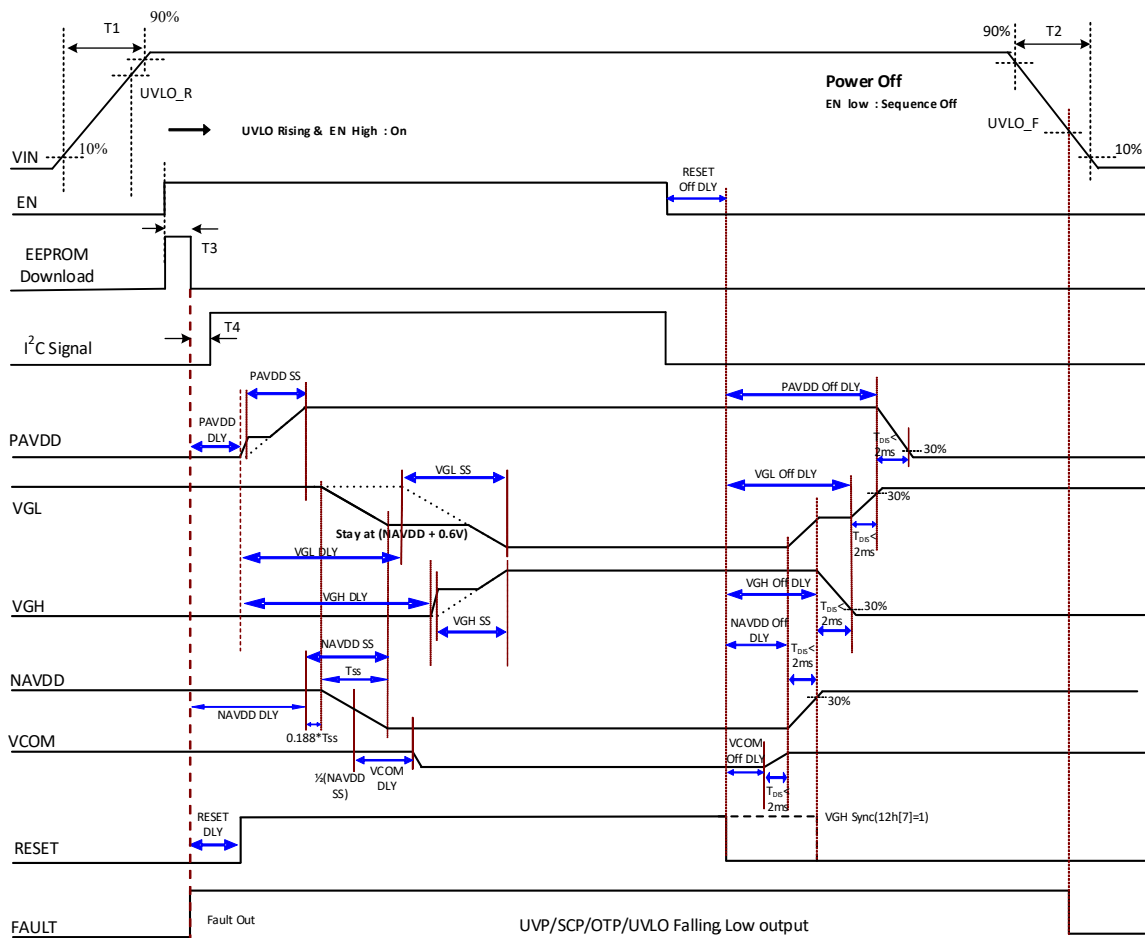 90%
T1
90%
T2
UVLO_R
Power Off
EN low : Sequence Off
UVLO_F
UVLO Rising & EN High : On
VIN
10%
10%
RESET
Off DLY
EN
T3
EEPROM
Download
T4
I²C Signal
PAVDD SS
PAVDD Off DLY
PAVDD
DLY
PAVDD
TDIS<
2ms
30%
VGL SS
VGL Off DLY
VGL
30%
Stay at (NAVDD + 0.6V)
TDIS<
2ms
VGL DLY
VGH Off DLY
VGH DLY
VGH
TDIS<
2ms
30%
VGH SS
NAVDD Off
DLY
NAVDD SS
TDIS<
2ms
Tss
NAVDD
30%
NAVDD DLY
0.188*Tss
VCOM
VCOM
Off DLY
½(NAVDD
SS)
VCOM
DLY
TDIS<
2ms
RESET
DLY
VGH Sync(12h[7]=1)
RESET
Fault Out
UVP/SCP/OTP/UVLO Falling, Low output
FAULT